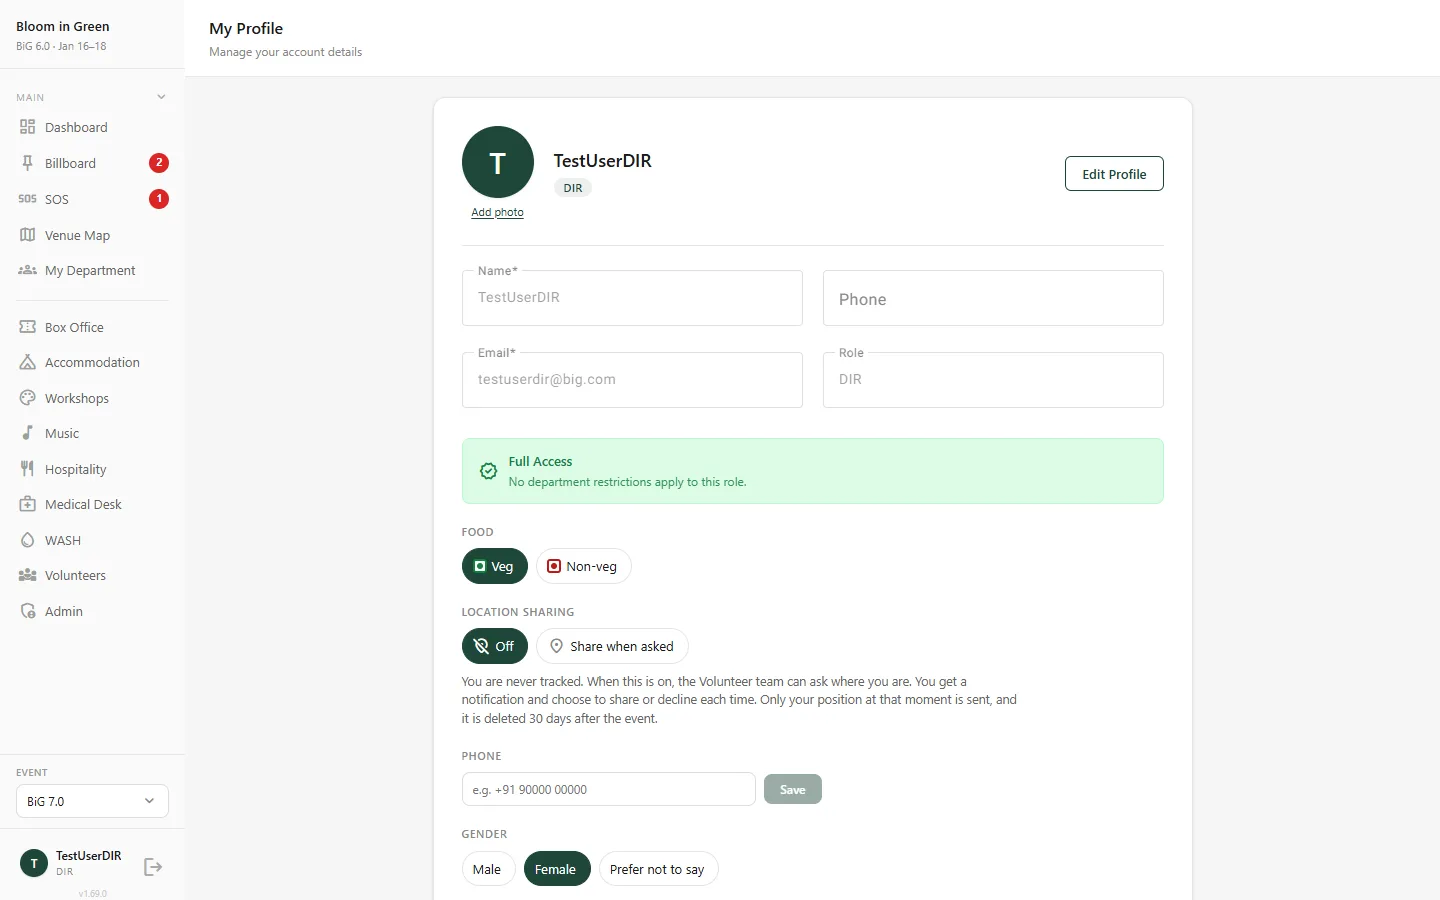 Bloom in Green
BiG 6.0 · Jan 16–18
MAIN
Dashboard
Billboard 2
SOS SOS 1
Venue Map
My Department
Box Office
Accommodation
Workshops
Music
Hospitality
Medical Desk
WASH
Volunteers
Admin
EVENT
BiG 7.0
T TestUserDIR
DIR
v1.69.0
My Profile
Manage your account details
T
Add photo
TestUserDIR
DIR
Edit Profile
Name*
TestUserDIR
Phone
Email*
testuserdir@big.com
Role
DIR
Full Access
No department restrictions apply to this role.
FOOD
Veg Non-veg
LOCATION SHARING
Off Share when asked
You are never tracked. When this is on, the Volunteer team can ask where you are. You get a
notification and choose to share or decline each time. Only your position at that moment is sent, and
it is deleted 30 days after the event.
PHONE
e.g. +91 90000 00000 Save
GENDER
Male Female Prefer not to say